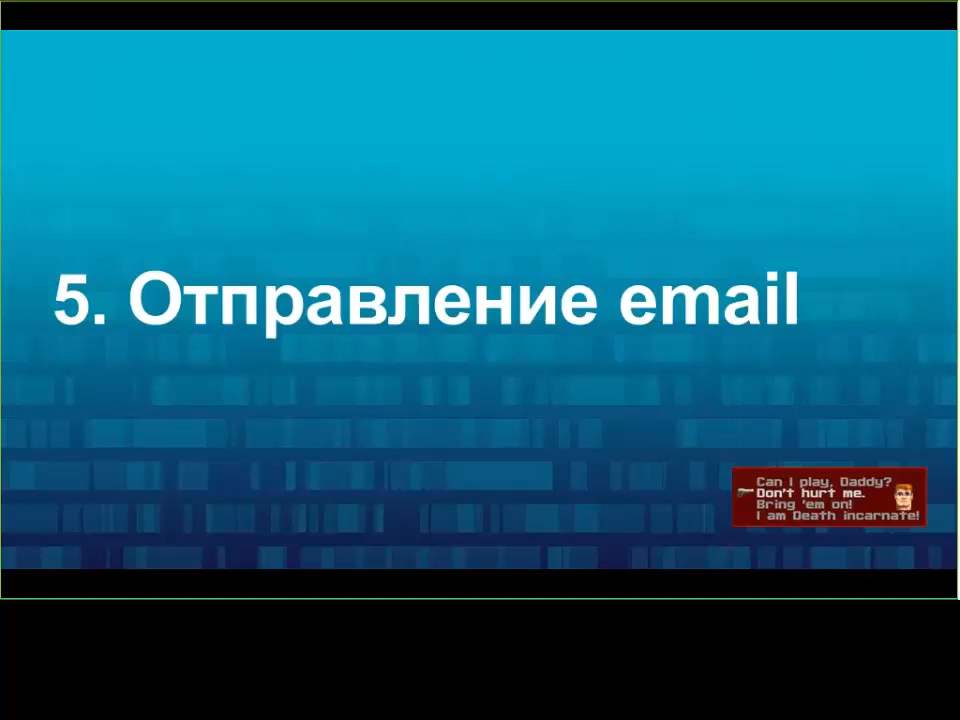 5. Отправление email
Can I play, Daddy?
Don't hurt me.
Bring 'em on!
I am Death incarnate!